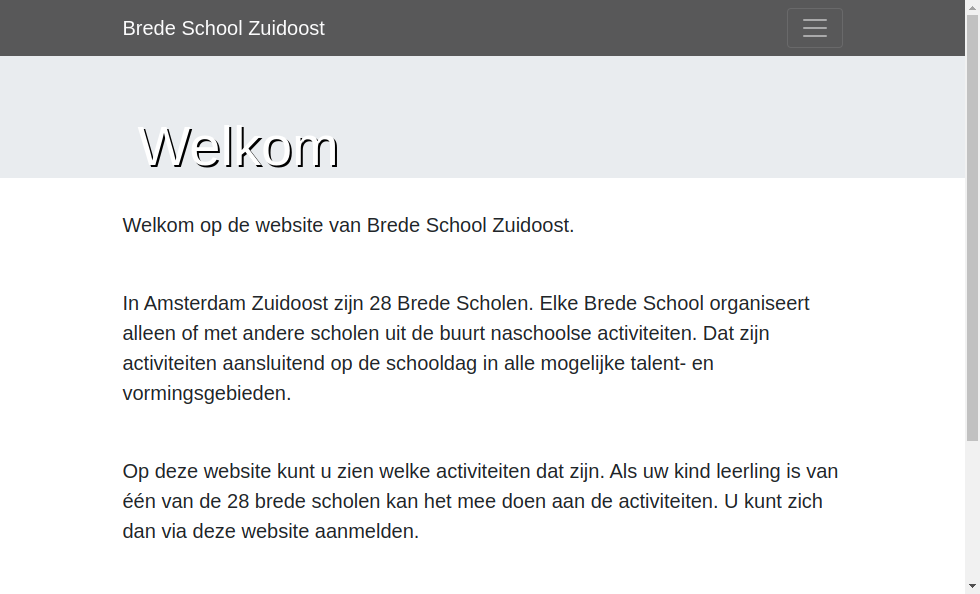 Brede School Zuidoost
Welkom
Welkom op de website van Brede School Zuidoost.
In Amsterdam Zuidoost zijn 28 Brede Scholen. Elke Brede School organiseert
alleen of met andere scholen uit de buurt naschoolse activiteiten. Dat zijn
activiteiten aansluitend op de schooldag in alle mogelijke talent- en
vormingsgebieden.
Op deze website kunt u zien welke activiteiten dat zijn. Als uw kind leerling is van
één van de 28 brede scholen kan het mee doen aan de activiteiten. U kunt zich
dan via deze website aanmelden.